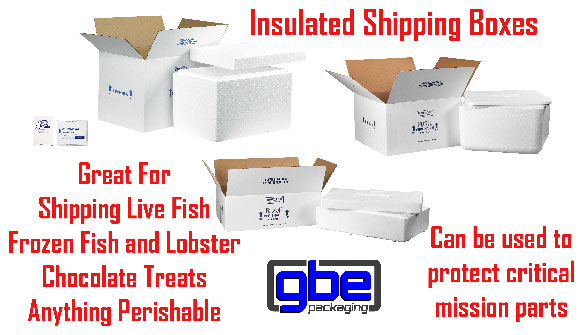 Insulated Shipping Boxes
Great For
Shipping Live Fish
Frozen Fish and Lobster
Chocolate Treats
Anything Perishable
gbe
packaging
Can be used to
protect critical
mission parts